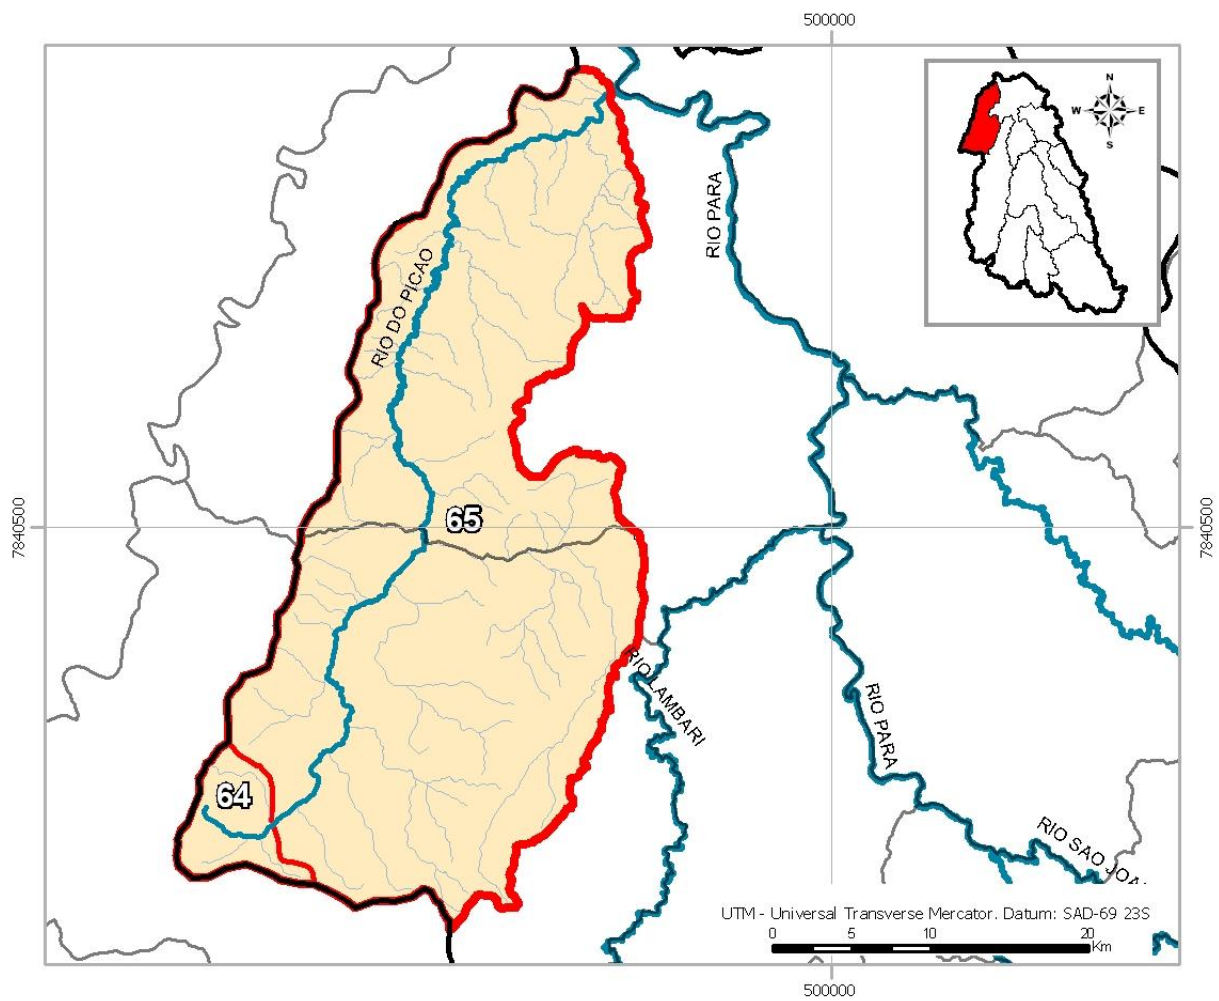 500000
N
W E
S
RIO PARA
RIO DO PICAO
65
7840500
7840500
RIO LAMBARI
RIO PARA
64
RIO SAO JOA
UTM - Universal Transverse Mercator. Datum: SAD-69 23S
0 5 10 20
Km
500000